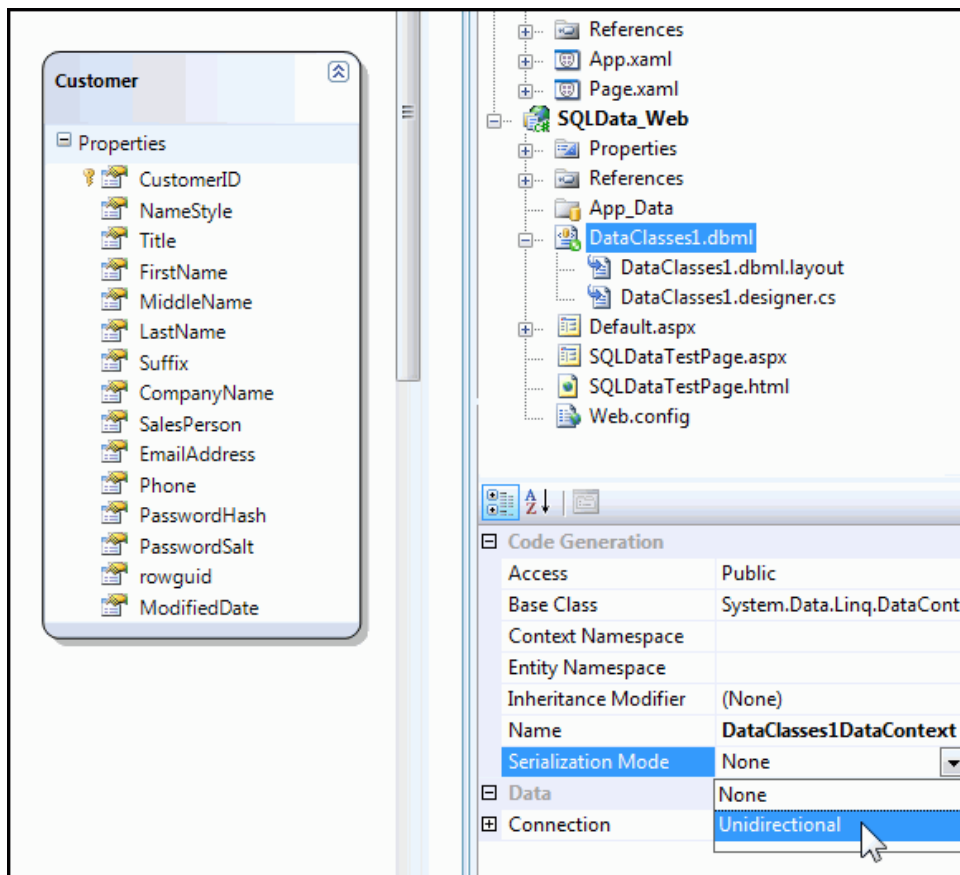 Customer
Properties
CustomerID
NameStyle
Title
FirstName
MiddleName
LastName
Suffix
CompanyName
SalesPerson
EmailAddress
Phone
PasswordHash
PasswordSalt
rowguid
ModifiedDate
References
App.xaml
Page.xaml
SQLData_Web
Properties
References
App_Data
DataClasses1.dbml
DataClasses1.dbml.layout
DataClasses1.designer.cs
Default.aspx
SQLDataTestPage.aspx
SQLDataTestPage.html
Web.config
Code Generation
Access Public
Base Class System.Data.Linq.DataCont
Context Namespace
Entity Namespace
Inheritance Modifier (None)
Name DataClasses1DataContext
Serialization Mode None
Data None
Connection Unidirectional